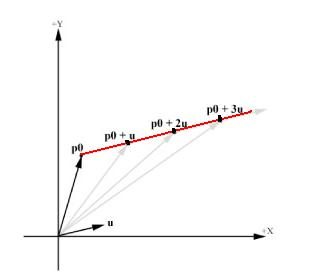 +Y
p0 + 3u
p0 + 2u
p0 + u
p0
u
+X